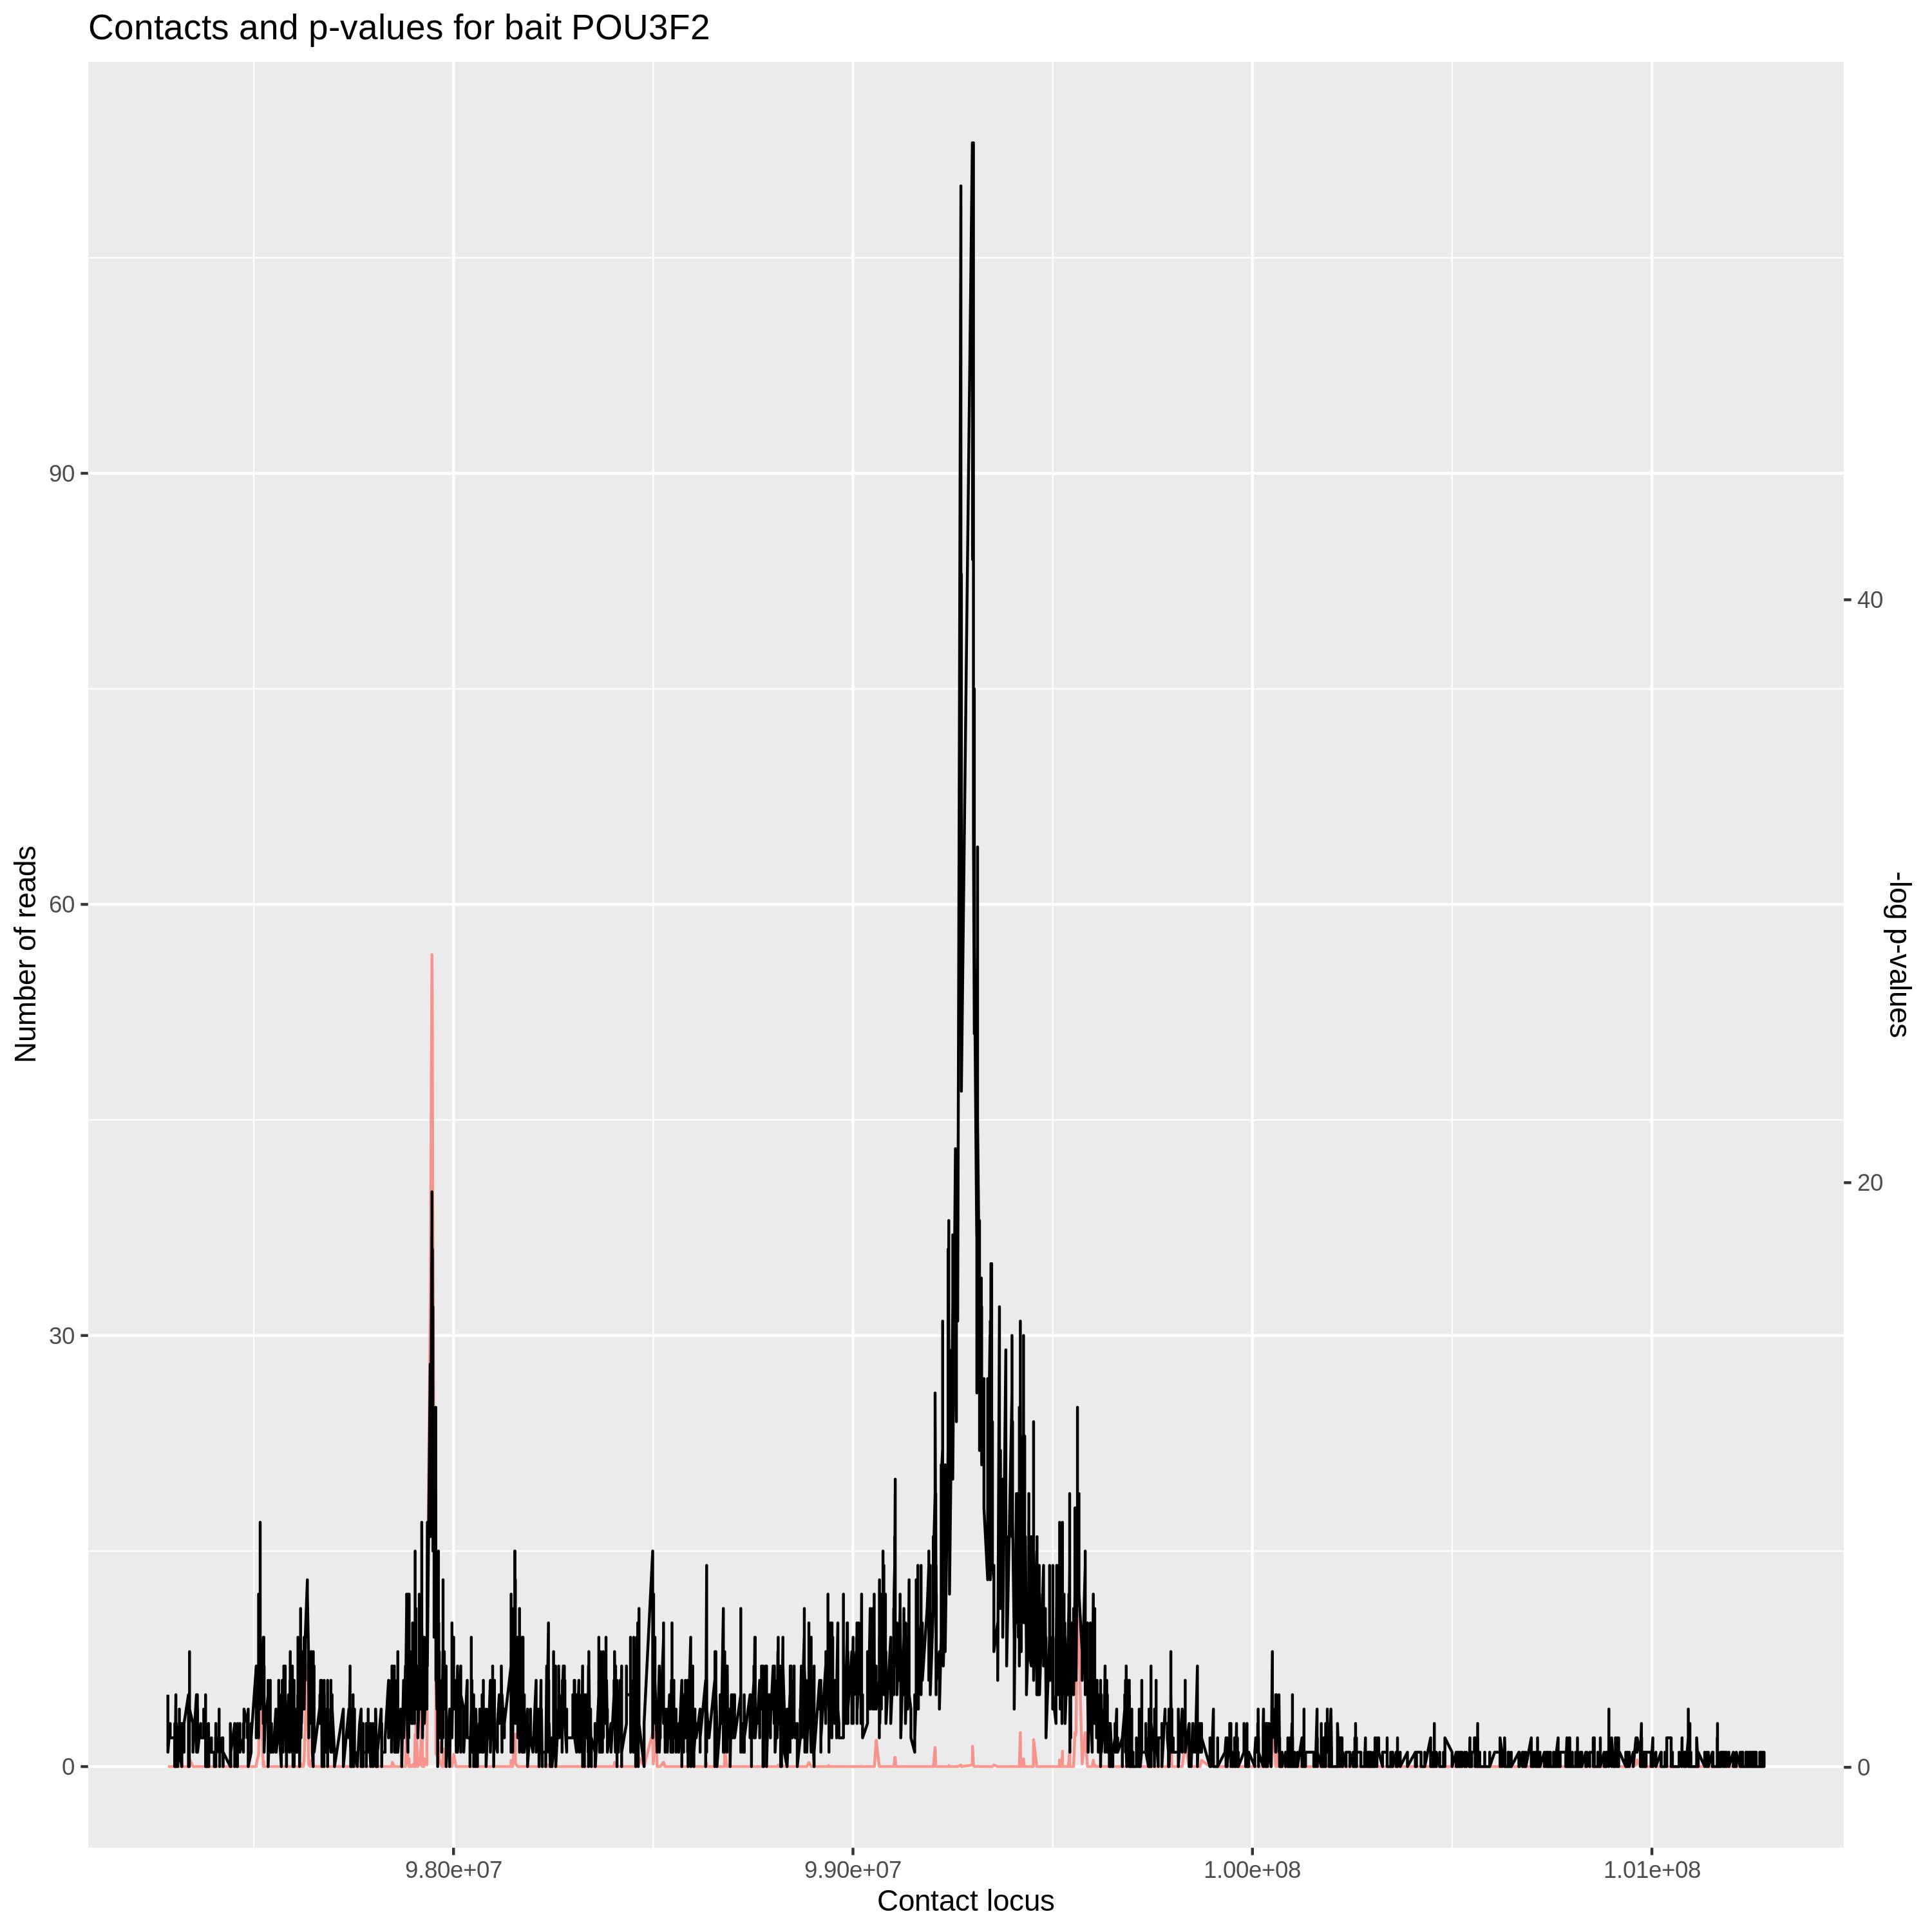 Contacts and p-values for bait POU3F2
90
60
30
0
40
20
0
Number of reads
-log p-values
9.80e+07
9.90e+07
1.00e+08
1.01e+08
Contact locus